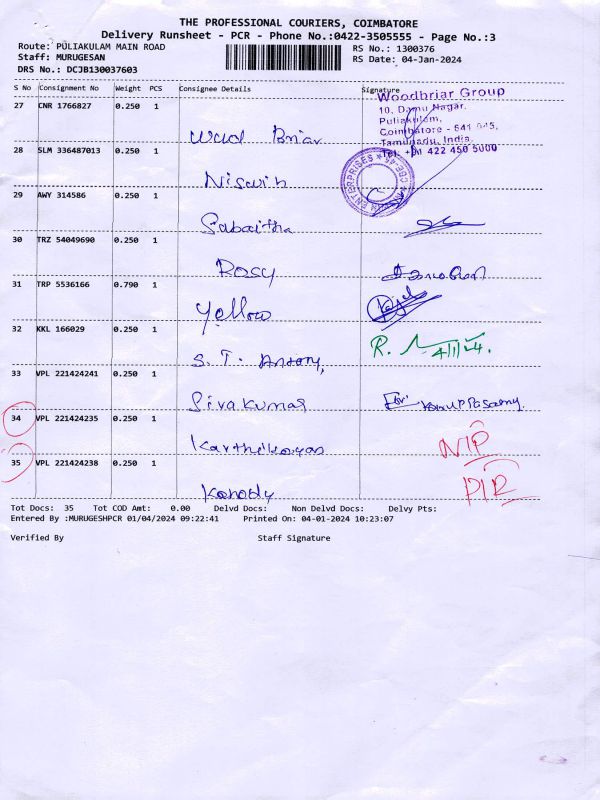 THE PROFESSIONAL COURIERS, COIMBATORE
Delivery Runsheet - PCR - Phone No.:0422-3505555 - Page No.:3
Route: PULIAKULAM MAIN ROAD
Staff: MURUGESAN
DRS No.: DCJB130037603
RS No.: 1300376
RS Date: 04-Jan-2024
S No Consignment No Weight PCS Consignee Details Signature
27 CNR 1766827 0.250 1
Woodbriar Group
10, Damu Nagar,
Puliakulam,
Coimbatore - 641 045,
Tamilnadu, India.
Tel: +91 422 450 5000
Wood Briar
28 SLM 336487013 0.250 1
ENTERPRISES
Niswin
29 AWY 314586 0.250 1
Sabaitha
30 TRZ 54049690 0.250 1
Rosy
31 TRP 5536166 0.790 1
Yellow
32 KKL 166029 0.250 1
S. T. Antony,
R. 4/1/24.
33 VPL 221424241 0.250 1
Siva Kumar
34 VPL 221424235 0.250 1
Karthikeyan
NIP
35 VPL 221424238 0.250 1
Kahody
PIR
Tot Docs: 35 Tot COD Amt: 0.00 Delvd Docs: Non Delvd Docs: Delvy Pts:
Entered By :MURUGESHPCR 01/04/2024 09:22:41 Printed On: 04-01-2024 10:23:07
Verified By Staff Signature